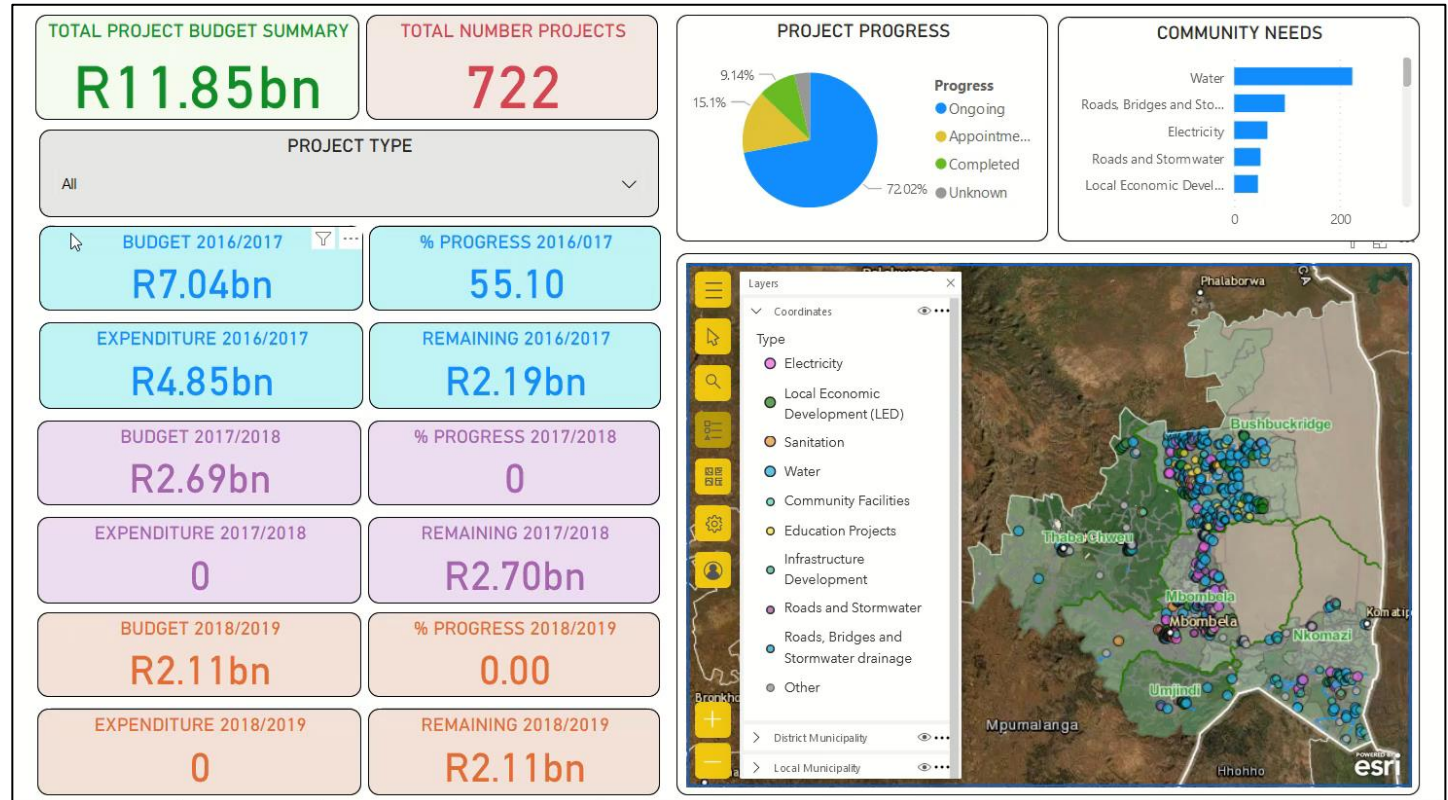 TOTAL PROJECT BUDGET SUMMARY
R11.85bn
TOTAL NUMBER PROJECTS
722
PROJECT TYPE
All
BUDGET 2016/2017
R7.04bn
% PROGRESS 2016/017
55.10
EXPENDITURE 2016/2017
R4.85bn
REMAINING 2016/2017
R2.19bn
BUDGET 2017/2018
R2.69bn
% PROGRESS 2017/2018
0
EXPENDITURE 2017/2018
0
REMAINING 2017/2018
R2.70bn
BUDGET 2018/2019
R2.11bn
% PROGRESS 2018/2019
0.00
EXPENDITURE 2018/2019
0
REMAINING 2018/2019
R2.11bn
PROJECT PROGRESS
9.14%
15.1%
72.02%
Progress
Ongoing
Appointme...
Completed
Unknown
COMMUNITY NEEDS
Water
Roads, Bridges and Sto...
Electricity
Roads and Stormwater
Local Economic Devel...
0
200
Layers
Coordinates
Type
Electricity
Local Economic
Development (LED)
Sanitation
Water
Community Facilities
Education Projects
Infrastructure
Development
Roads and Stormwater
Roads, Bridges and
Stormwater drainage
Other
District Municipality
Local Municipality
Phalaborwa
Bushbuckridge
Thaba Chweu
Mbombela
Mbombela
Komatip
Nkomazi
Umjindi
Mpumalanga
Bronkho
Hhohho
POWERED BY
esri